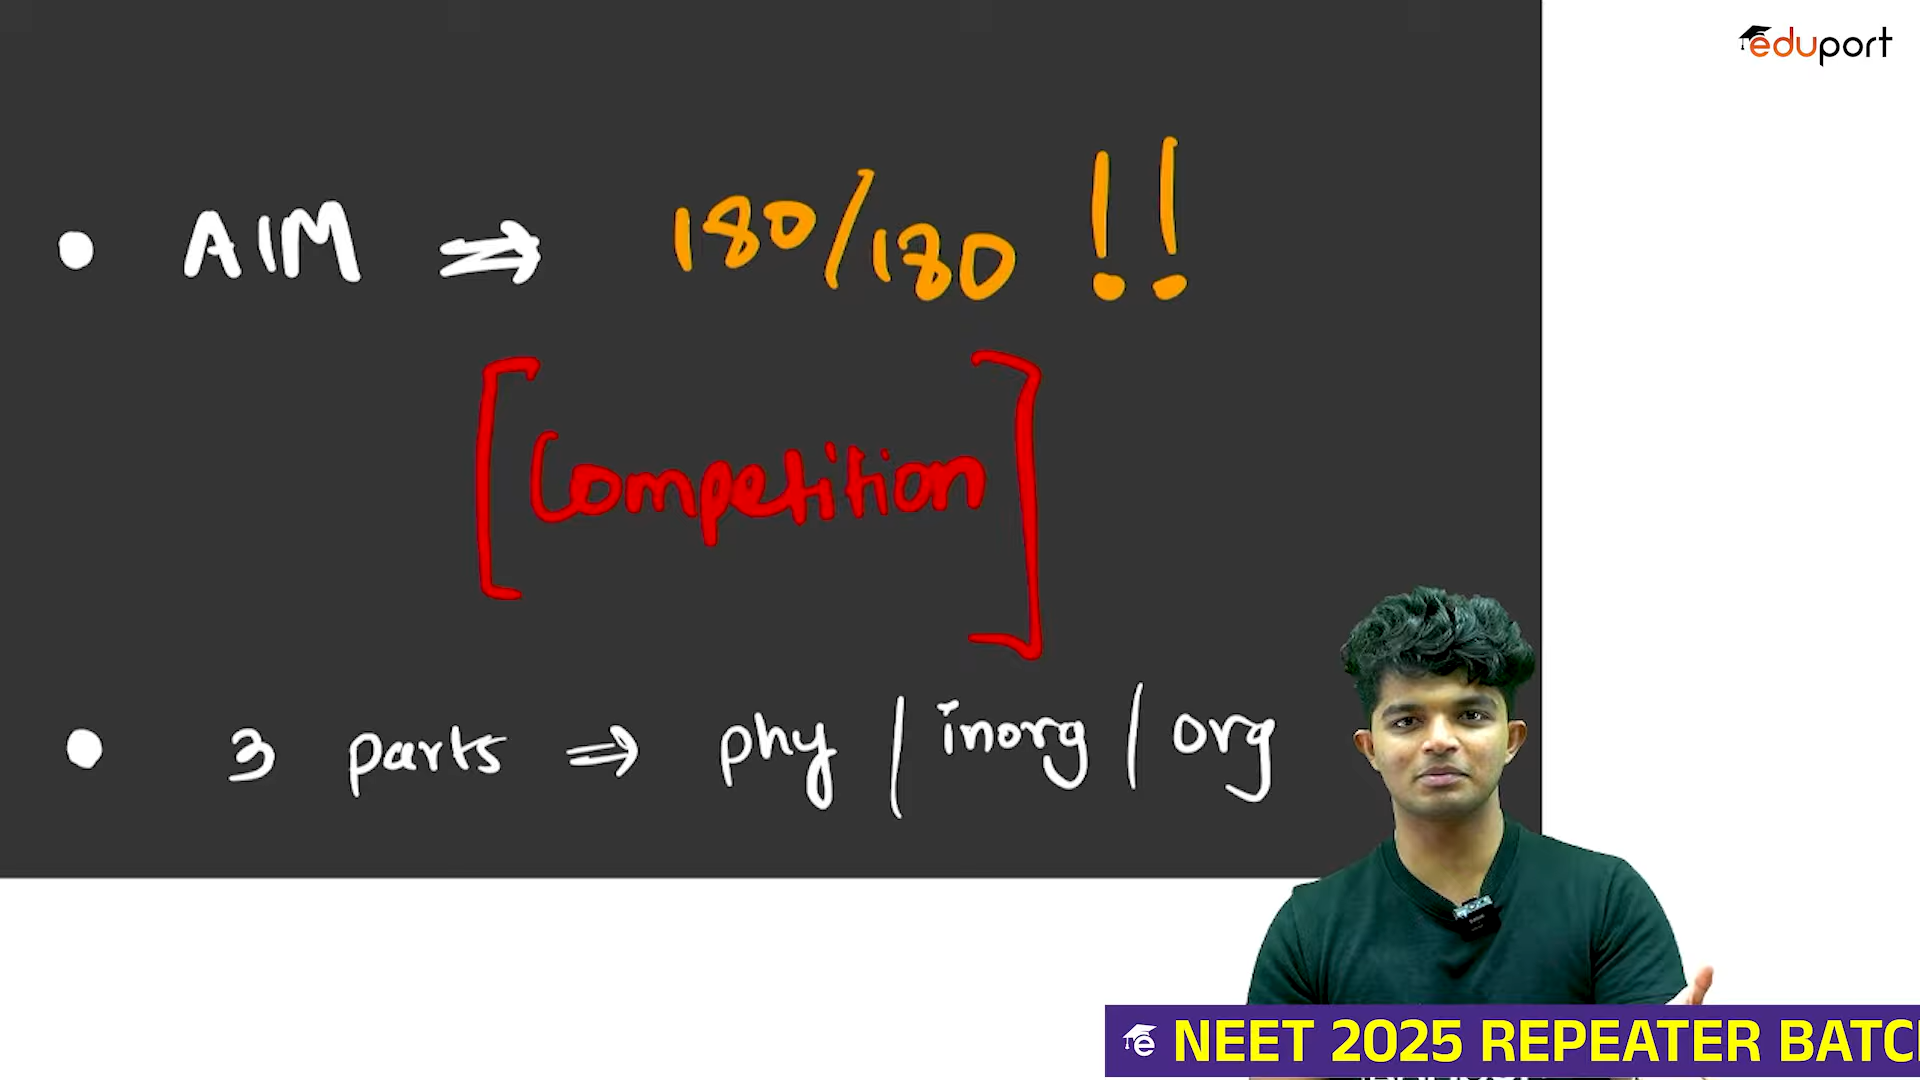 eduport
• AIM ⇒ 180/180 !!
[Competition]
• 3 parts ⇒ phy / inorg / org
e NEET 2025 REPEATER BATC